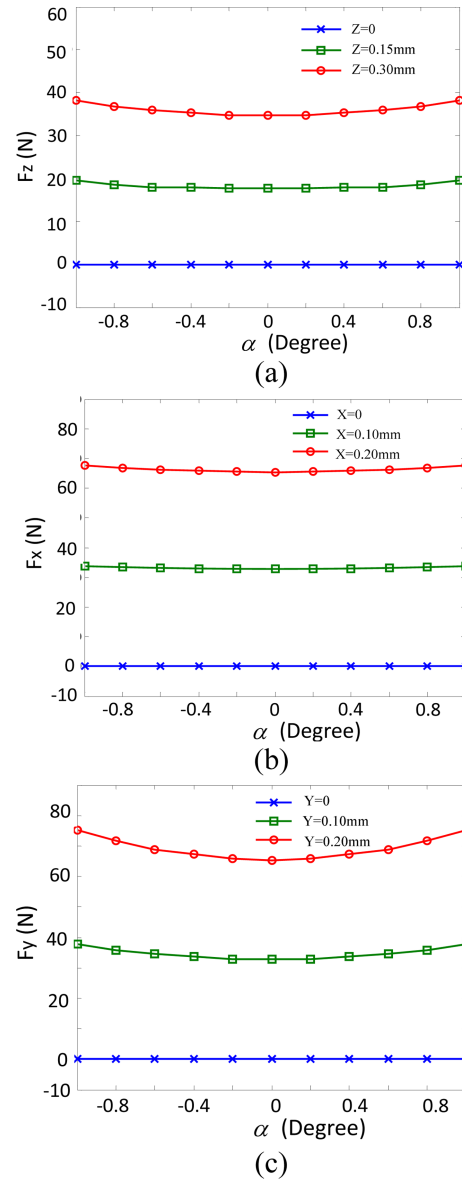 60
50
40
30
20
10
0
-10
Fz (N)
Z=0
Z=0.15mm
Z=0.30mm
-0.8 -0.4 0 0.4 0.8
α (Degree)
(a)
80
60
40
20
0
-10
Fx (N)
X=0
X=0.10mm
X=0.20mm
-0.8 -0.4 0 0.4 0.8
α (Degree)
(b)
80
60
40
20
0
-10
Fy (N)
Y=0
Y=0.10mm
Y=0.20mm
-0.8 -0.4 0 0.4 0.8
α (Degree)
(c)